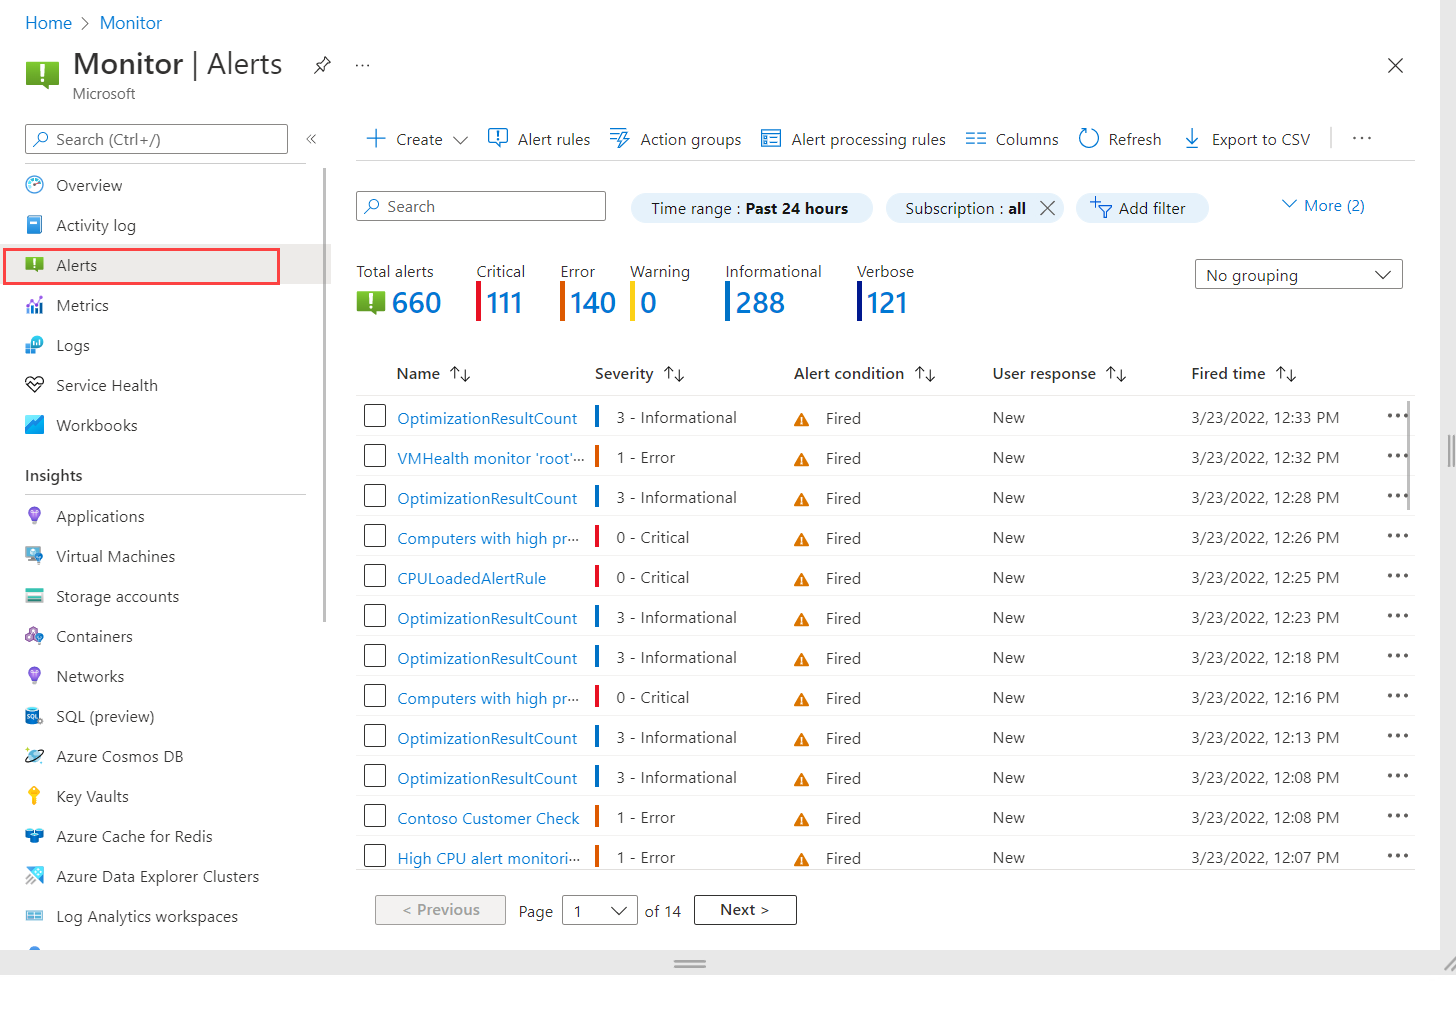 Home > Monitor
Monitor | Alerts
Microsoft
Search (Ctrl+/)
Overview
Activity log
Alerts
Metrics
Logs
Service Health
Workbooks
Insights
Applications
Virtual Machines
Storage accounts
Containers
Networks
SQL (preview)
Azure Cosmos DB
Key Vaults
Azure Cache for Redis
Azure Data Explorer Clusters
Log Analytics workspaces
Create Alert rules Action groups Alert processing rules Columns Refresh Export to CSV ...
Search Time range : Past 24 hours Subscription : all Add filter More (2)
Total alerts Critical Error Warning Informational Verbose
660 111 140 0 288 121
No grouping
Name Severity Alert condition User response Fired time
OptimizationResultCount 3 - Informational Fired New 3/23/2022, 12:33 PM
VMHealth monitor 'root'... 1 - Error Fired New 3/23/2022, 12:32 PM
OptimizationResultCount 3 - Informational Fired New 3/23/2022, 12:28 PM
Computers with high pr... 0 - Critical Fired New 3/23/2022, 12:26 PM
CPULoadedAlertRule 0 - Critical Fired New 3/23/2022, 12:25 PM
OptimizationResultCount 3 - Informational Fired New 3/23/2022, 12:23 PM
OptimizationResultCount 3 - Informational Fired New 3/23/2022, 12:18 PM
Computers with high pr... 0 - Critical Fired New 3/23/2022, 12:16 PM
OptimizationResultCount 3 - Informational Fired New 3/23/2022, 12:13 PM
OptimizationResultCount 3 - Informational Fired New 3/23/2022, 12:08 PM
Contoso Customer Check 1 - Error Fired New 3/23/2022, 12:08 PM
High CPU alert monitori... 1 - Error Fired New 3/23/2022, 12:07 PM
< Previous Page 1 of 14 Next >